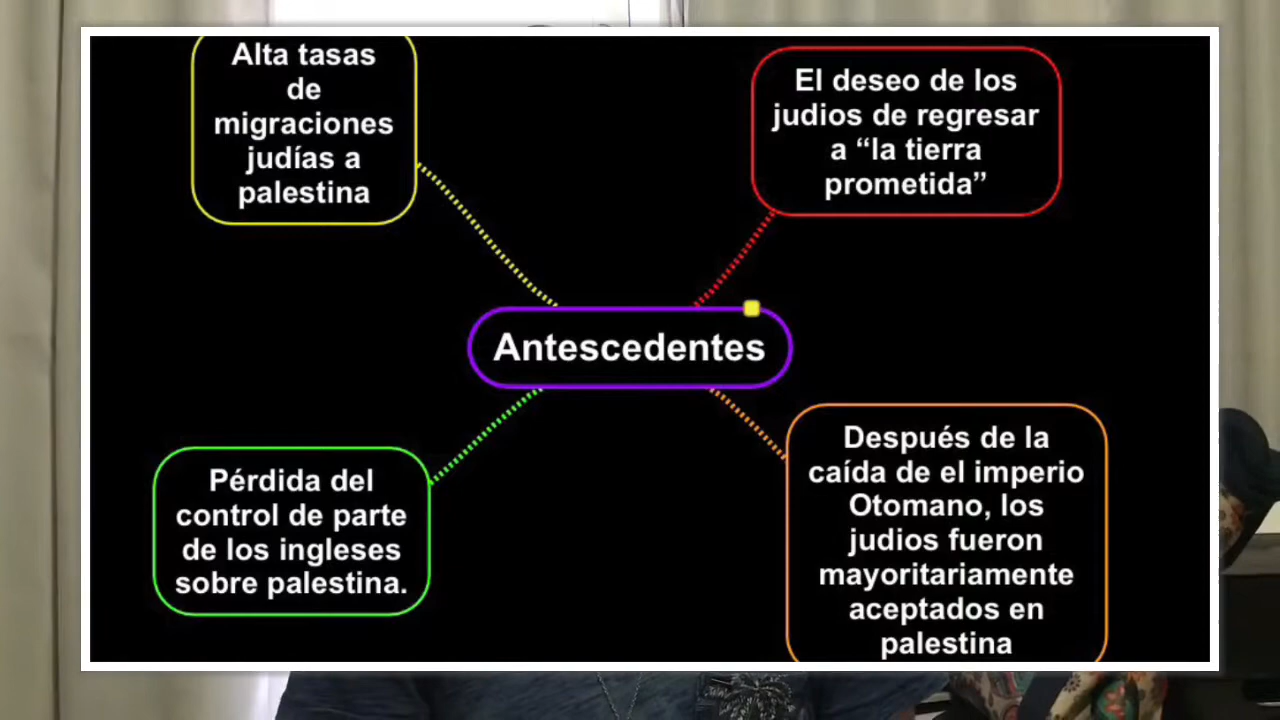 Alta tasas
de
migraciones
judías a
palestina
El deseo de los
judios de regresar
a “la tierra
prometida”
Antescedentes
Pérdida del
control de parte
de los ingleses
sobre palestina.
Después de la
caída de el imperio
Otomano, los
judios fueron
mayoritariamente
aceptados en
palestina